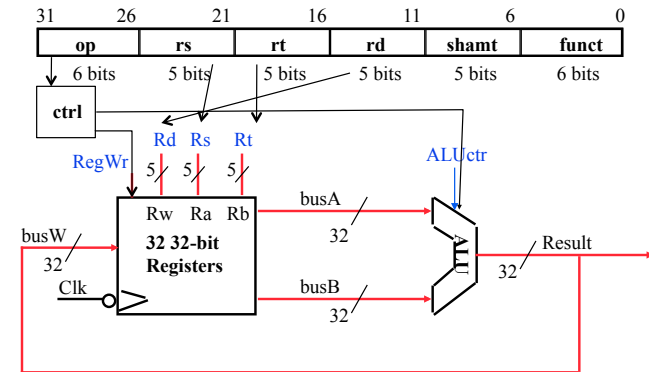 31 26 21 16 11 6 0
op rs rt rd shamt funct
6 bits 5 bits 5 bits 5 bits 5 bits 6 bits
ctrl
Rd Rs Rt
RegWr
ALUctr
5 5 5
Rw Ra Rb
busA
32
busW
32
32 32-bit
Registers
ALU
Result
32
Clk
busB
32